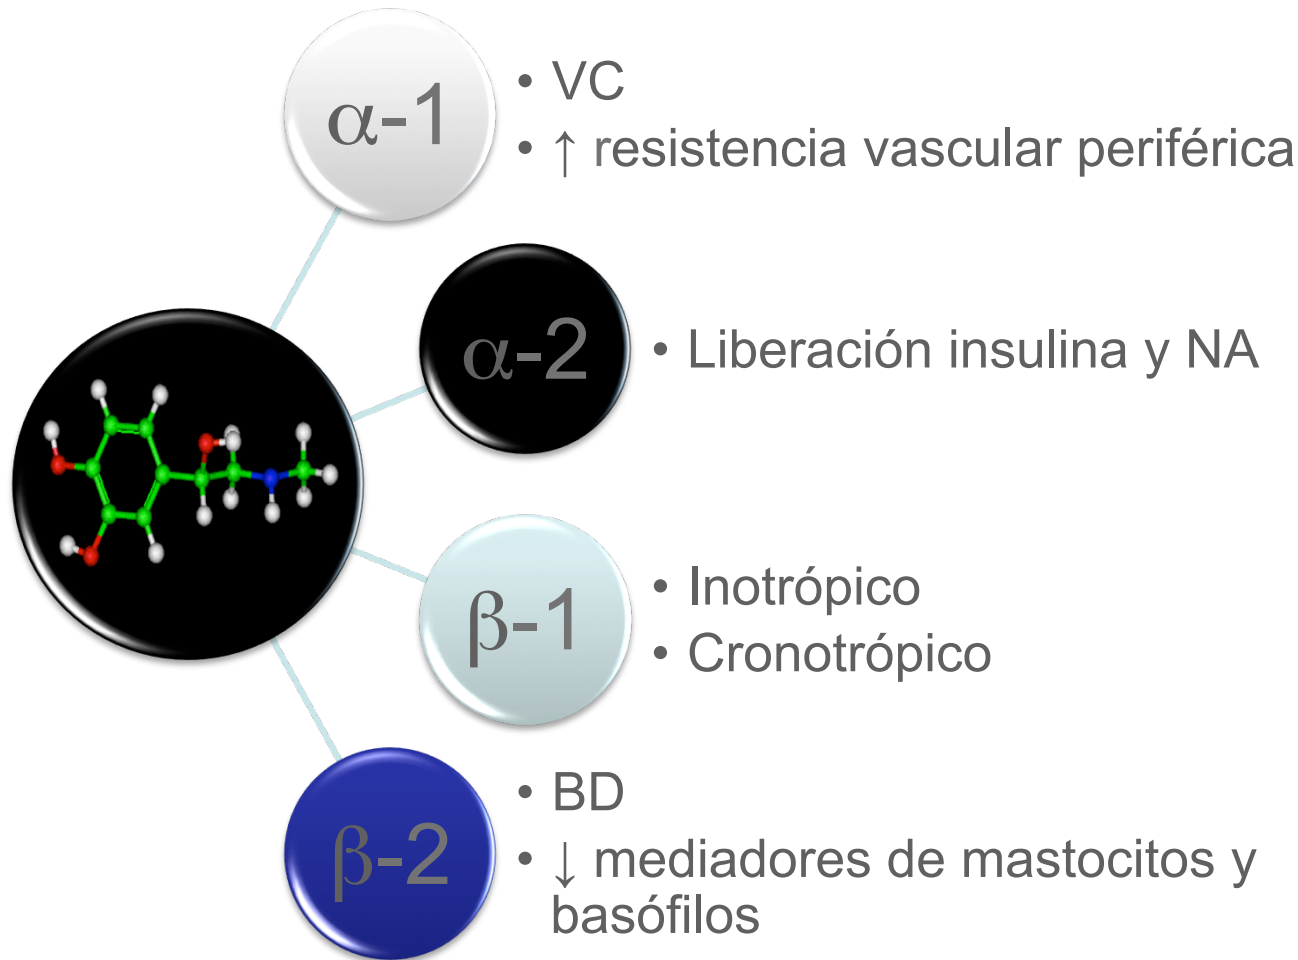 α-1
• VC
• ↑ resistencia vascular periférica
α-2
• Liberación insulina y NA
β-1
• Inotrópico
• Cronotrópico
β-2
• BD
• ↓ mediadores de mastocitos y
basófilos